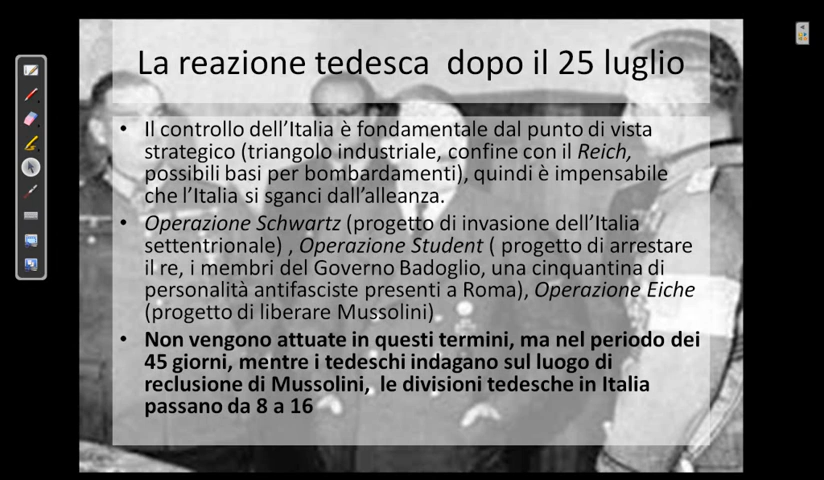 La reazione tedesca  dopo il 25 luglio
• Il controllo dell'Italia è fondamentale dal punto di vista
strategico (triangolo industriale, confine con il Reich,
possibili basi per bombardamenti), quindi è impensabile
che l'Italia si sganci dall'alleanza.
• Operazione Schwartz (progetto di invasione dell'Italia
settentrionale) , Operazione Student ( progetto di arrestare
il re, i membri del Governo Badoglio, una cinquantina di
personalità antifasciste presenti a Roma), Operazione Eiche
(progetto di liberare Mussolini)
• Non vengono attuate in questi termini, ma nel periodo dei
45 giorni, mentre i tedeschi indagano sul luogo di
reclusione di Mussolini,  le divisioni tedesche in Italia
passano da 8 a 16